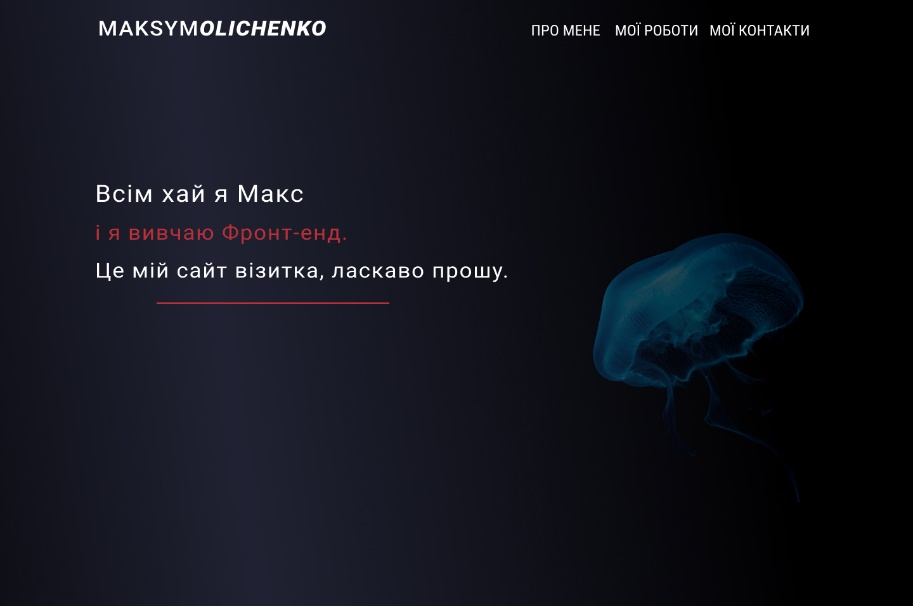 MAKSYMOLICHENKO
ПРО МЕНЕ МОЇ РОБОТИ МОЇ КОНТАКТИ
Всім хай я Макс
і я вивчаю Фронт-енд.
Це мій сайт візитка, ласкаво прошу.